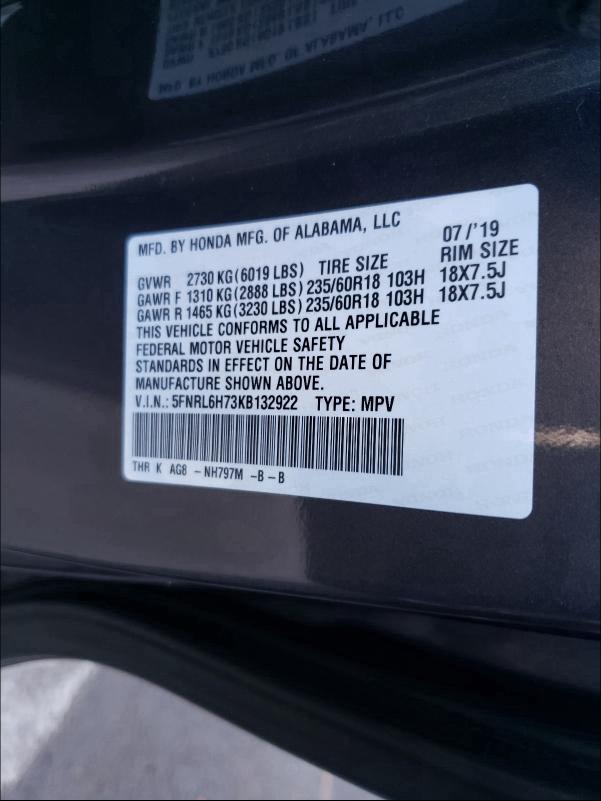 MFD. BY HONDA MFG. OF ALABAMA, LLC 07/'19
GVWR 2730 KG(6019 LBS) TIRE SIZE RIM SIZE
GAWR F 1310 KG(2888 LBS) 235/60R18 103H 18X7.5J
GAWR R 1465 KG(3230 LBS) 235/60R18 103H 18X7.5J
THIS VEHICLE CONFORMS TO ALL APPLICABLE
FEDERAL MOTOR VEHICLE SAFETY
STANDARDS IN EFFECT ON THE DATE OF
MANUFACTURE SHOWN ABOVE.
V.I.N.: 5FNRL6H73KB132922 TYPE: MPV
THR K AG8 -NH797M -B-B